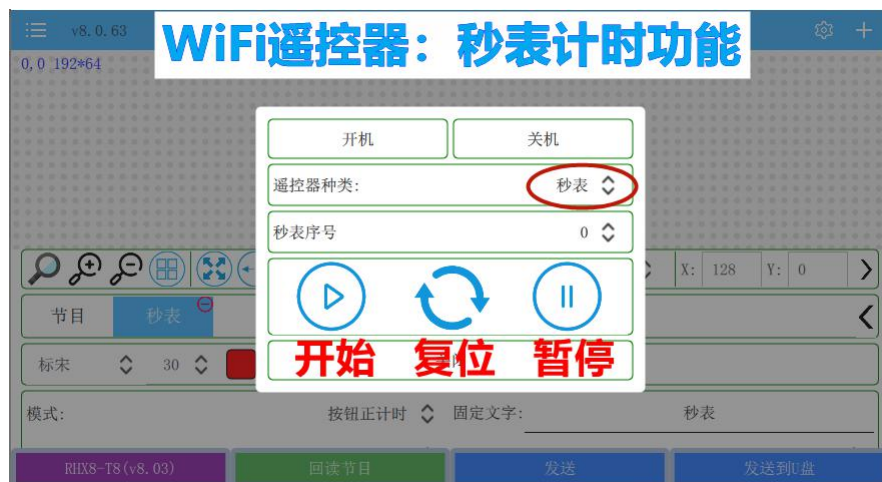 v8.0.63
WiFi遥控器：秒表计时功能
0,0 192*64
开机 关机
遥控器种类: 秒表
秒表序号 0
X: 128 Y: 0
节目 秒表
开始 复位 暂停
标宋 30
模式: 按钮正计时 固定文字: 秒表
RHX8-T8(v8.03) 回读节目 发送 发送到U盘